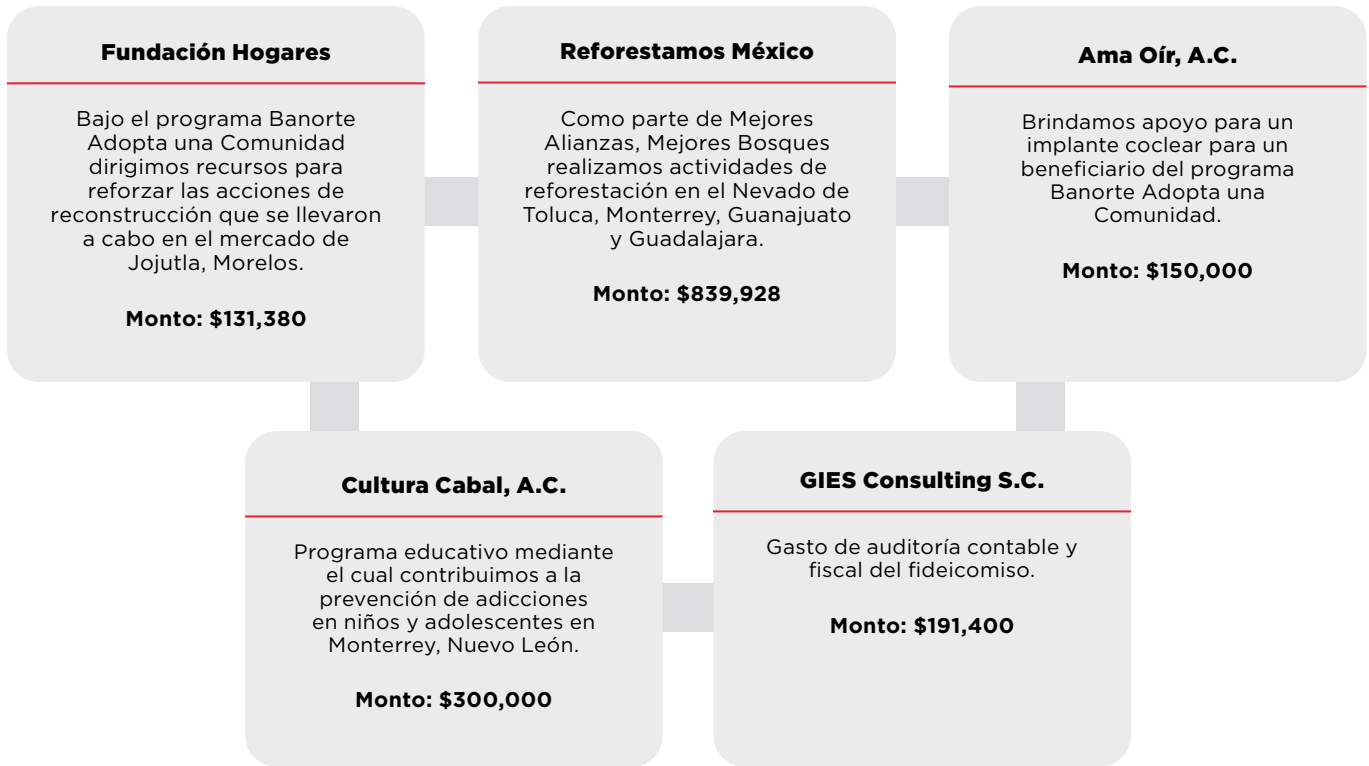 Fundación Hogares
Bajo el programa Banorte
Adopta una Comunidad
dirigimos recursos para
reforzar las acciones de
reconstrucción que se llevaron
a cabo en el mercado de
Jojutla, Morelos.
Monto: $131,380
Reforestamos México
Como parte de Mejores
Alianzas, Mejores Bosques
realizamos actividades de
reforestación en el Nevado de
Toluca, Monterrey, Guanajuato
y Guadalajara.
Monto: $839,928
Ama Oír, A.C.
Brindamos apoyo para un
implante coclear para un
beneficiario del programa
Banorte Adopta una
Comunidad.
Monto: $150,000
Cultura Cabal, A.C.
Programa educativo mediante
el cual contribuimos a la
prevención de adicciones
en niños y adolescentes en
Monterrey, Nuevo León.
Monto: $300,000
GIES Consulting S.C.
Gasto de auditoría contable y
fiscal del fideicomiso.
Monto: $191,400